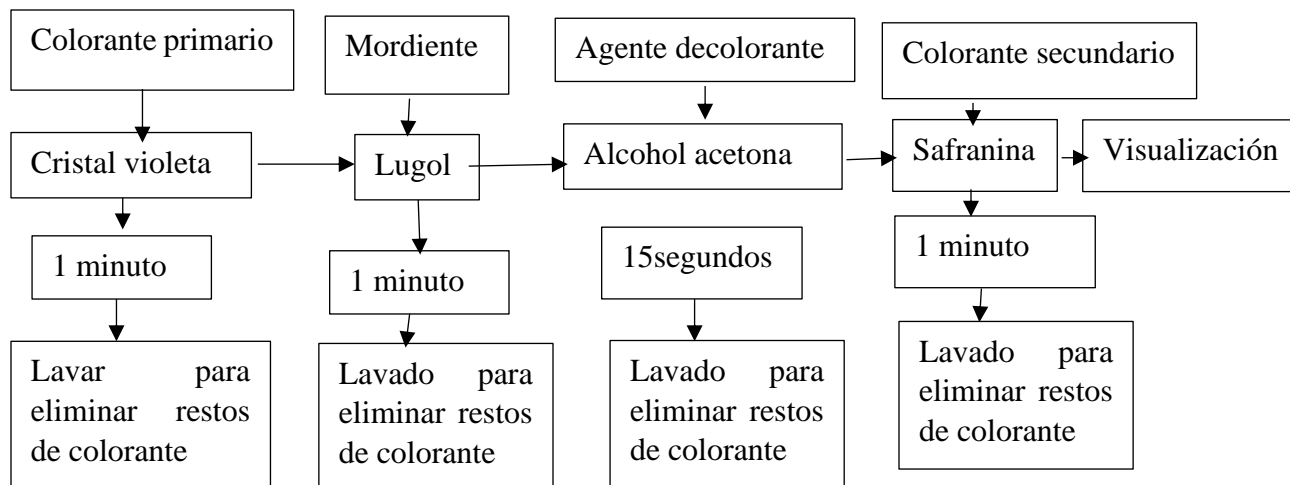 Colorante primario
Mordiente
Agente decolorante
Colorante secundario
Cristal violeta
Lugol
Alcohol acetona
Safranina
Visualización
1 minuto
1 minuto
15segundos
1 minuto
Lavar para
eliminar restos
de colorante
Lavado para
eliminar restos
de colorante
Lavado para
eliminar restos
de colorante
Lavado para
eliminar restos
de colorante